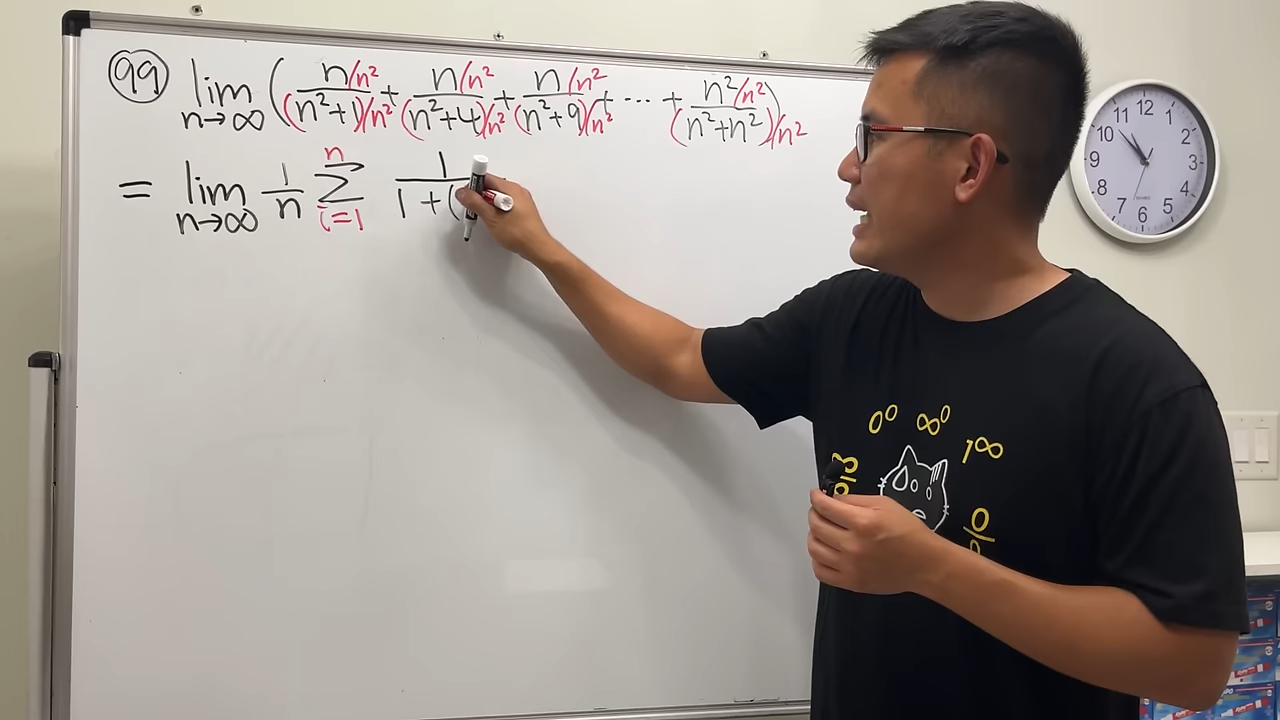 99 lim n→∞ ( n/n² / (n²+1)/n² + n/n² / (n²+4)/n² + n/n² / (n²+9)/n² + ··· + n²/n² / (n²+n²)/n² )
= lim n→∞ 1/n n Σ i=1 1 / 1+(
12 1 2 3 4 5 6 7 8 9 10 11
0⁰ ∞⁰ 1^∞
0/0